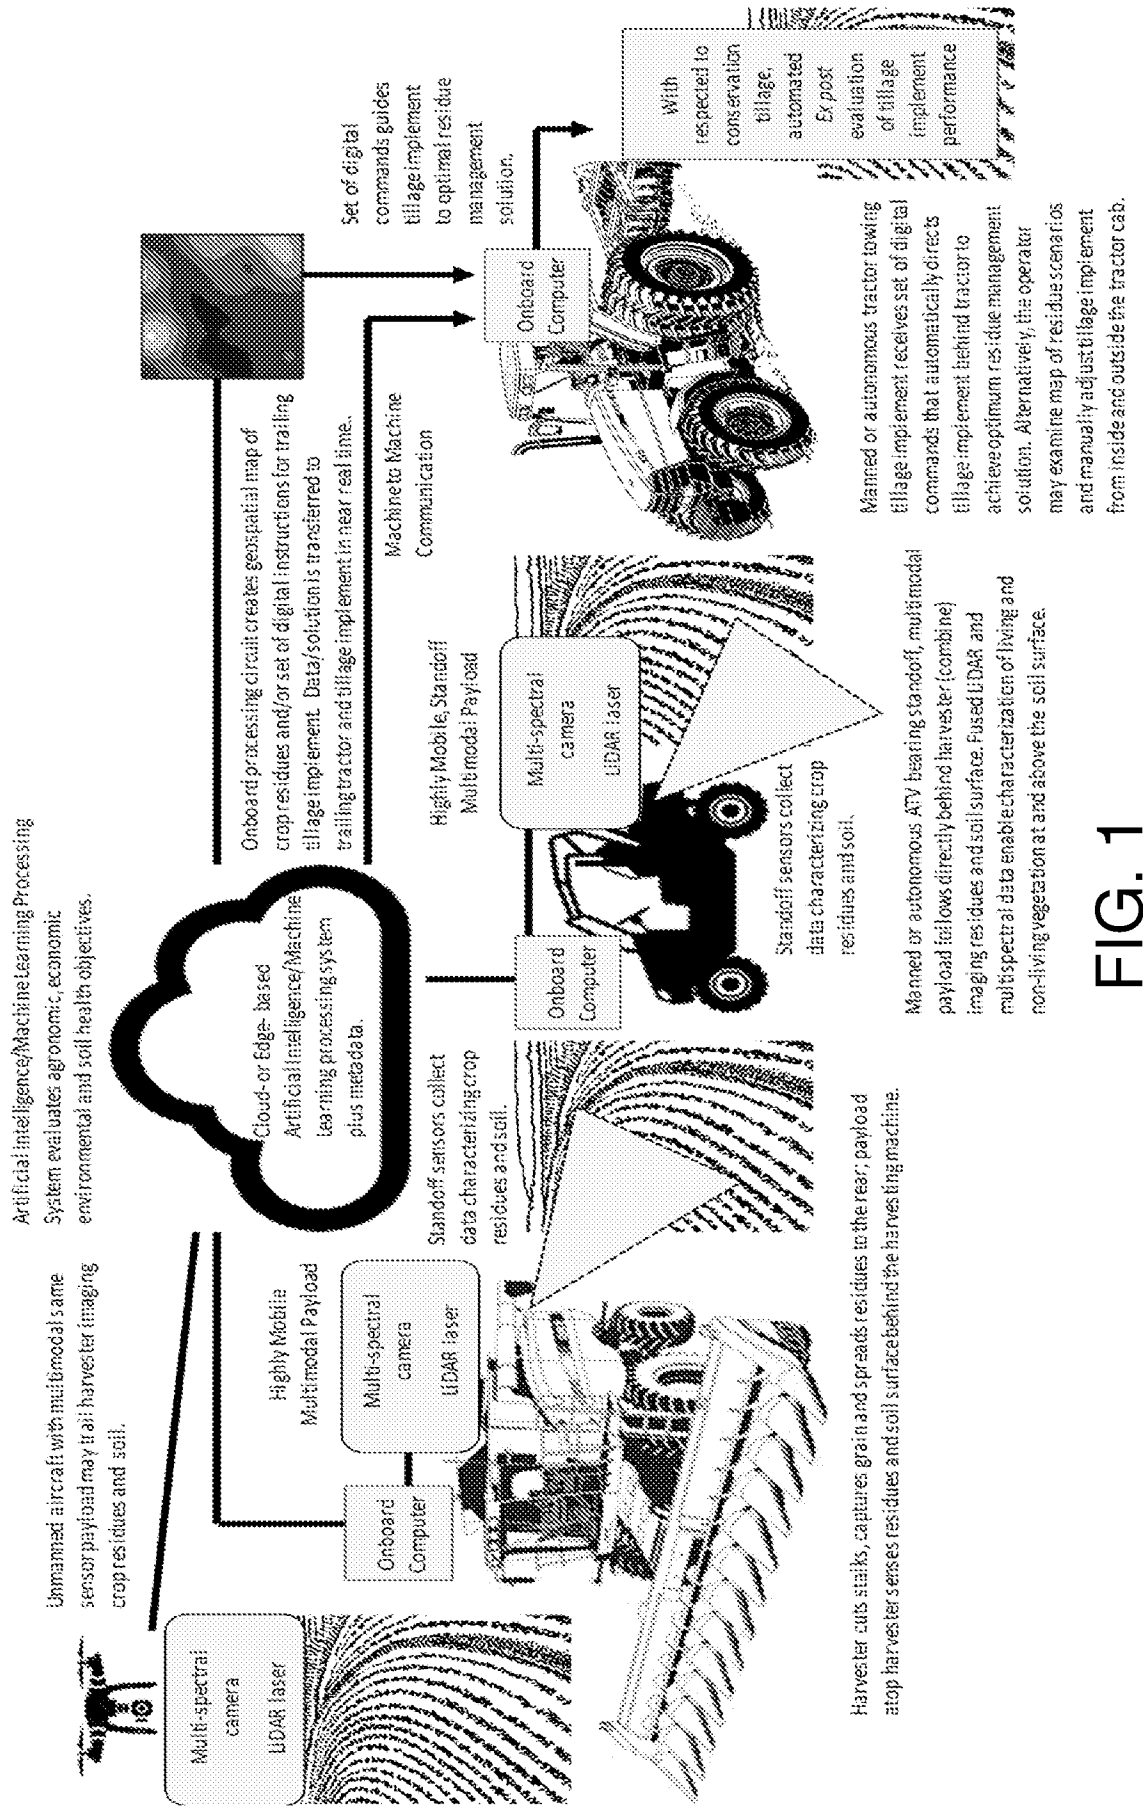 Unmanned aircraft with multimodal same
sensor payload may trail harvester imaging
crop residues and soil.
Multi-spectral
camera
LiDAR laser
Artificial Intelligence/Machine Learning Processing
System evaluates agronomic, economic
environmental and soil health objectives.
Cloud- or Edge- based
Artificial Intelligence/Machine
Learning processing system
plus metadata.
Onboard processing circuit creates geospatial map of
crop residues and/or set of digital instructions for trailing
tillage implement. Data/solution is transferred to
trailing tractor and tillage implement in near real time.
Machine to Machine
Communication
Set of digital
commands guides
tillage implement
to optimal residue
management
solution.
Highly Mobile
Multimodal Payload
Onboard
Computer
Multi-spectral
camera
LiDAR laser
Standoff sensors collect
data characterizing crop
residues and soil.
Harvester cuts stalks, captures grain and spreads residues to the rear; payload
atop harvester senses residues and soil surface behind the harvesting machine.
Highly Mobile, Standoff
Multimodal Payload
Onboard
Computer
Multi-spectral
camera
LiDAR laser
Standoff sensors collect
data characterizing crop
residues and soil.
Manned or autonomous ATV bearing standoff, multimodal
payload follows directly behind harvester (combine)
imaging residues and soil surface. Fused LiDAR and
multispectral data enable characterization of living and
non-living vegetation at and above the soil surface.
Onboard
Computer
With
respected to
conservation
tillage,
automated
Ex post
evaluation
of tillage
implement
performance
Manned or autonomous tractor towing
tillage implement receives set of digital
commands that automatically directs
tillage implement behind tractor to
achieve optimum residue management
solution. Alternatively, the operator
may examine map of residue scenarios
and manually adjust tillage implement
from inside and outside the tractor cab.
FIG. 1